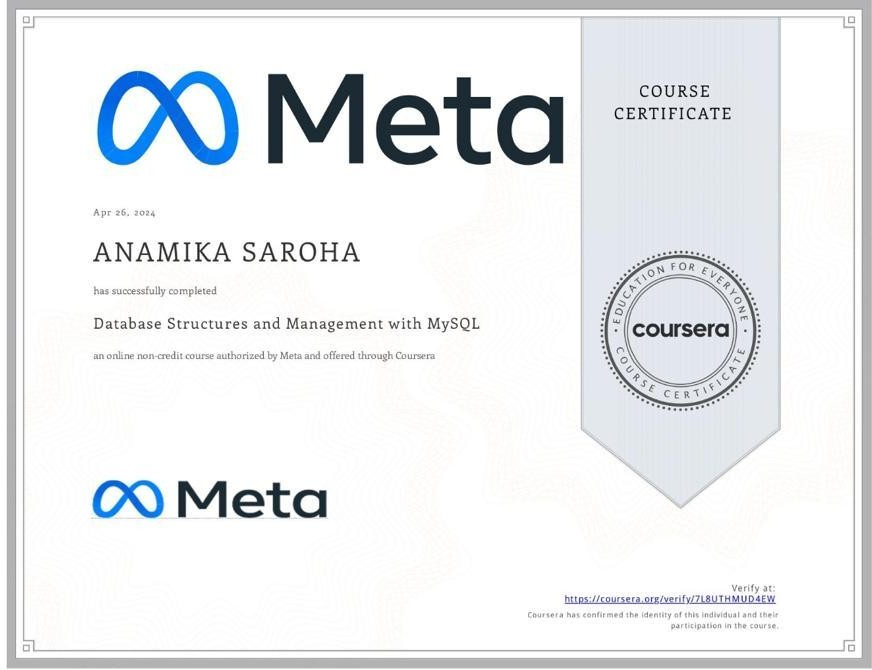 Meta
COURSE
CERTIFICATE
Apr 26, 2024
ANAMIKA SAROHA
has successfully completed
Database Structures and Management with MySQL
an online non-credit course authorized by Meta and offered through Coursera
EDUCATION FOR EVERYONE
coursera
COURSE CERTIFICATE
Meta
Verify at:
https://coursera.org/verify/7L8UTHMUD4EW
Coursera has confirmed the identity of this individual and their
participation in the course.